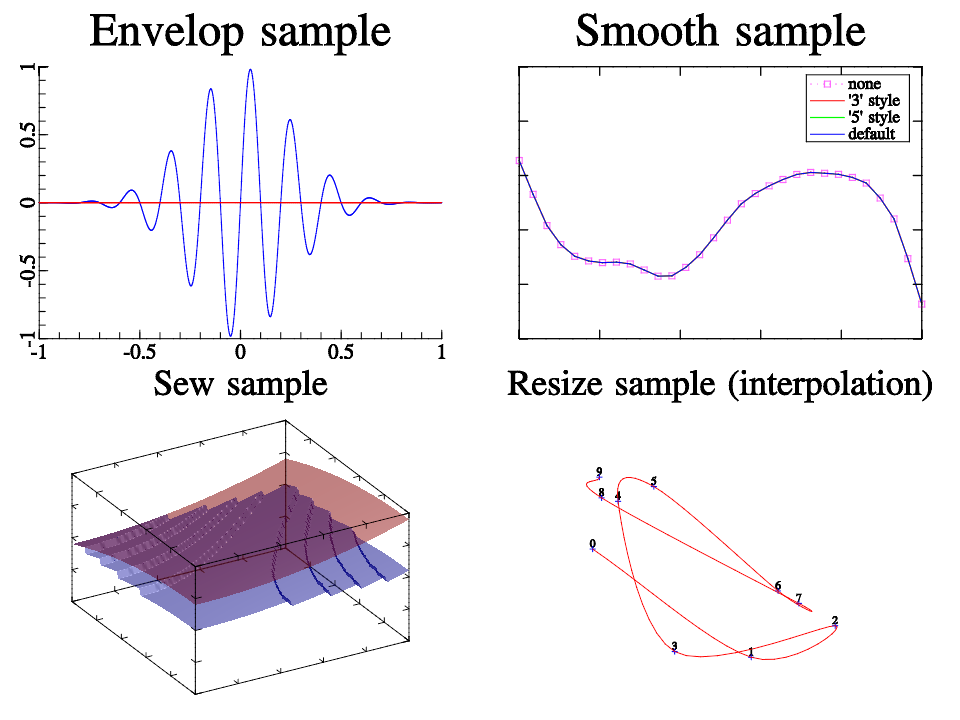 Envelop sample
Smooth sample
1
0.5
0
-0.5
-1
-1
-0.5
0
0.5
1
none
'3' style
'5' style
default
Sew sample
Resize sample (interpolation)
9
8
4
5
0
6
7
2
3
1